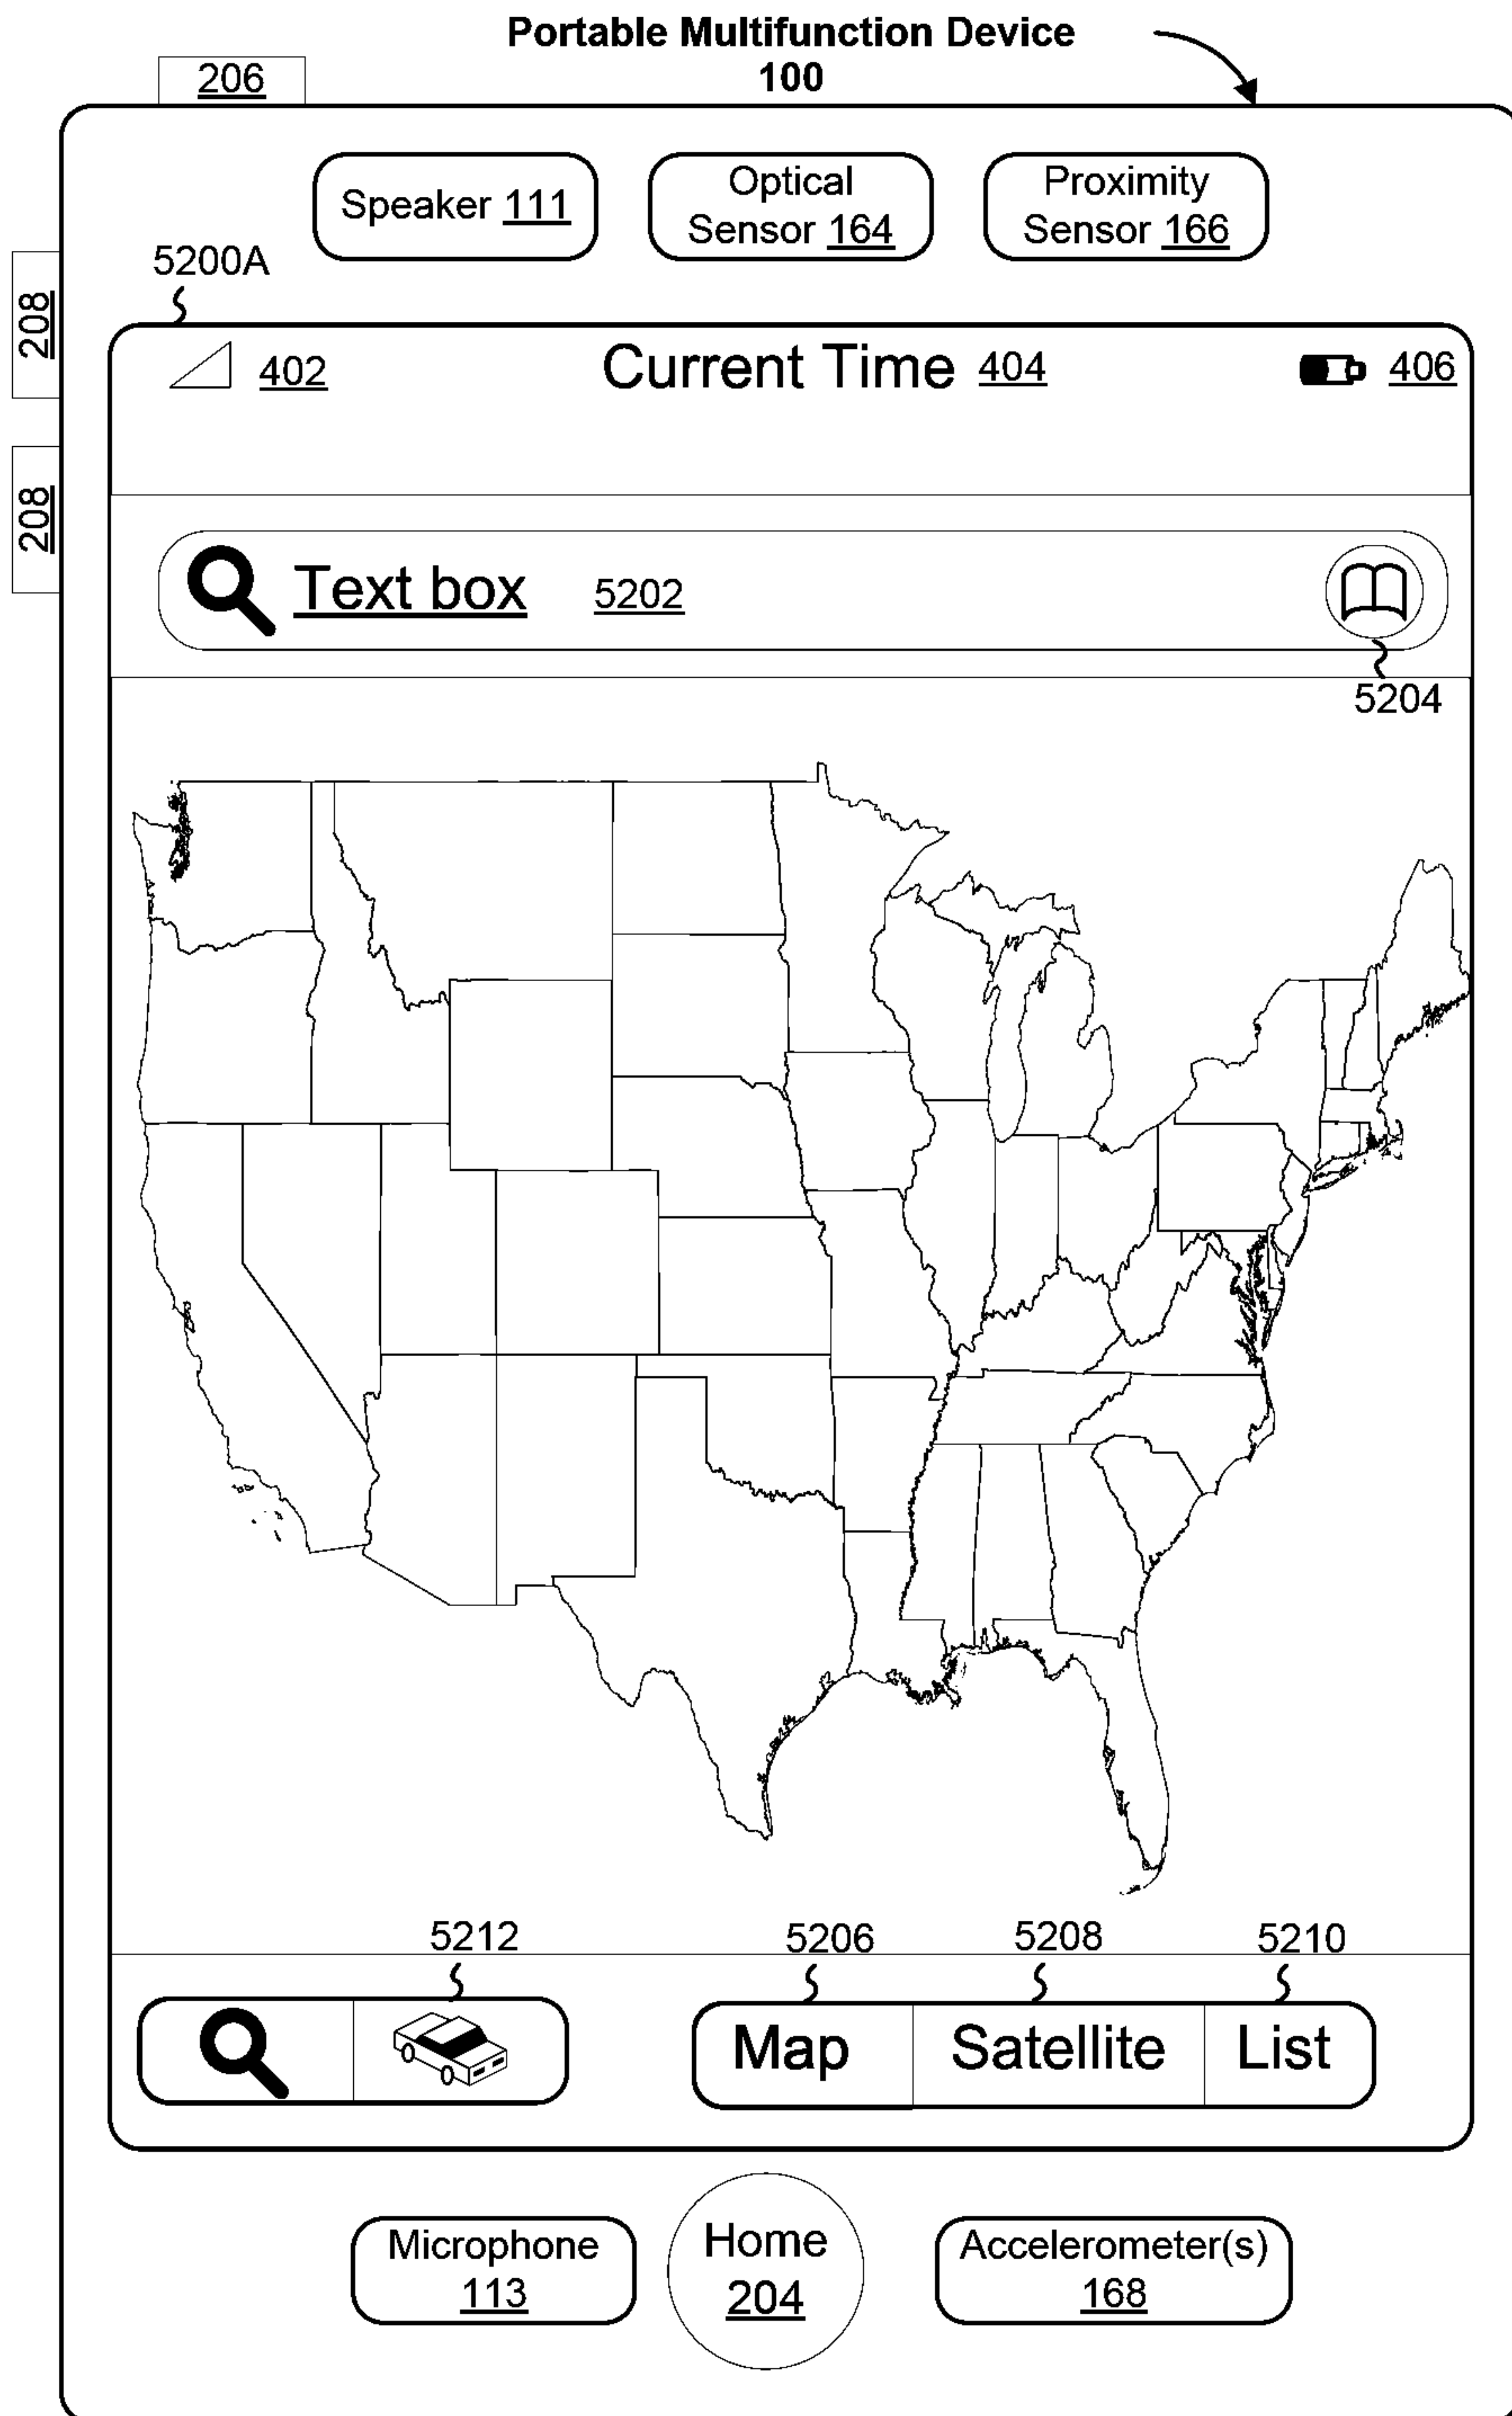 Portable Multifunction Device
100
206
Speaker 111
Optical
Sensor 164
Proximity
Sensor 166
5200A
208
402
Current Time 404
406
208
Text box 5202
5204
5212
5206
5208
5210
Map
Satellite
List
Microphone
113
Home
204
Accelerometer(s)
168